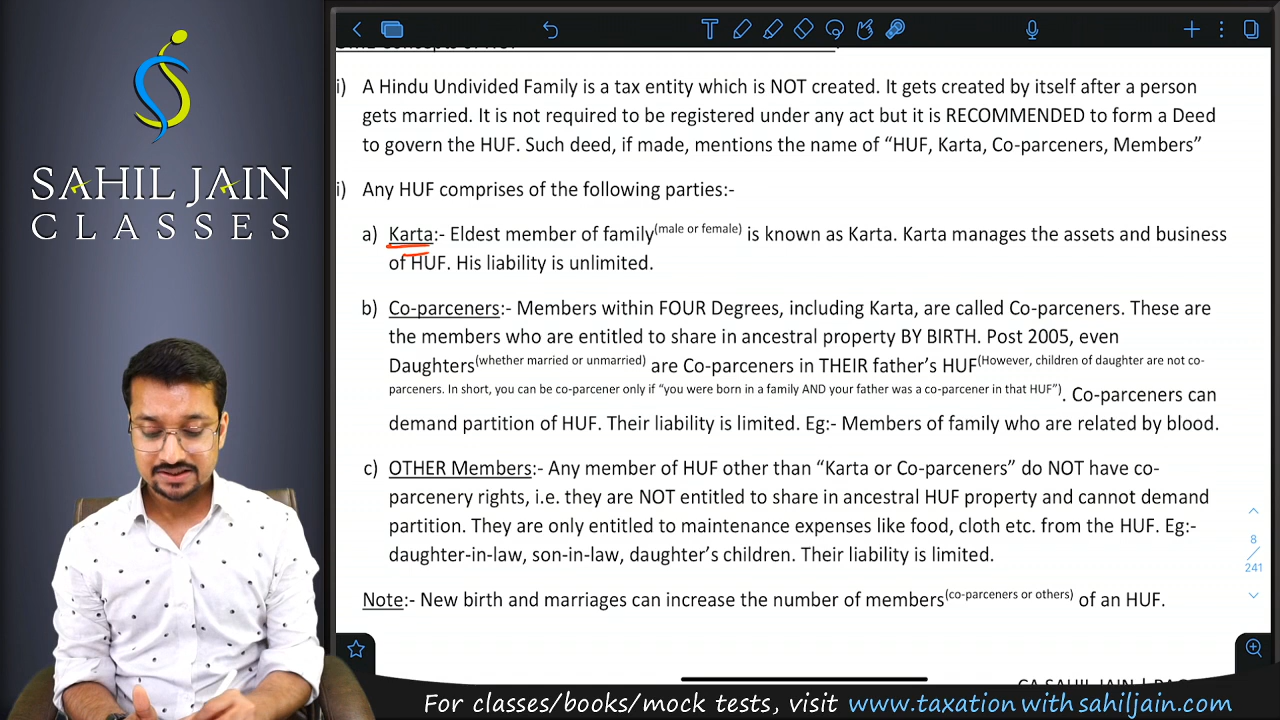 SAHIL JAIN
CLASSES
i) A Hindu Undivided Family is a tax entity which is NOT created. It gets created by itself after a person
gets married. It is not required to be registered under any act but it is RECOMMENDED to form a Deed
to govern the HUF. Such deed, if made, mentions the name of “HUF, Karta, Co-parceners, Members”
i) Any HUF comprises of the following parties:-
a) Karta:- Eldest member of family(male or female) is known as Karta. Karta manages the assets and business
of HUF. His liability is unlimited.
b) Co-parceners:- Members within FOUR Degrees, including Karta, are called Co-parceners. These are
the members who are entitled to share in ancestral property BY BIRTH. Post 2005, even
Daughters(whether married or unmarried) are Co-parceners in THEIR father’s HUF(However, children of daughter are not co-
parceners. In short, you can be co-parcener only if “you were born in a family AND your father was a co-parcener in that HUF”). Co-parceners can
demand partition of HUF. Their liability is limited. Eg:- Members of family who are related by blood.
c) OTHER Members:- Any member of HUF other than “Karta or Co-parceners” do NOT have co-
parcenery rights, i.e. they are NOT entitled to share in ancestral HUF property and cannot demand
partition. They are only entitled to maintenance expenses like food, cloth etc. from the HUF. Eg:-
daughter-in-law, son-in-law, daughter’s children. Their liability is limited.
8
/
241
Note:- New birth and marriages can increase the number of members(co-parceners or others) of an HUF.
For classes/books/mock tests, visit www.taxation with sahiljain.com